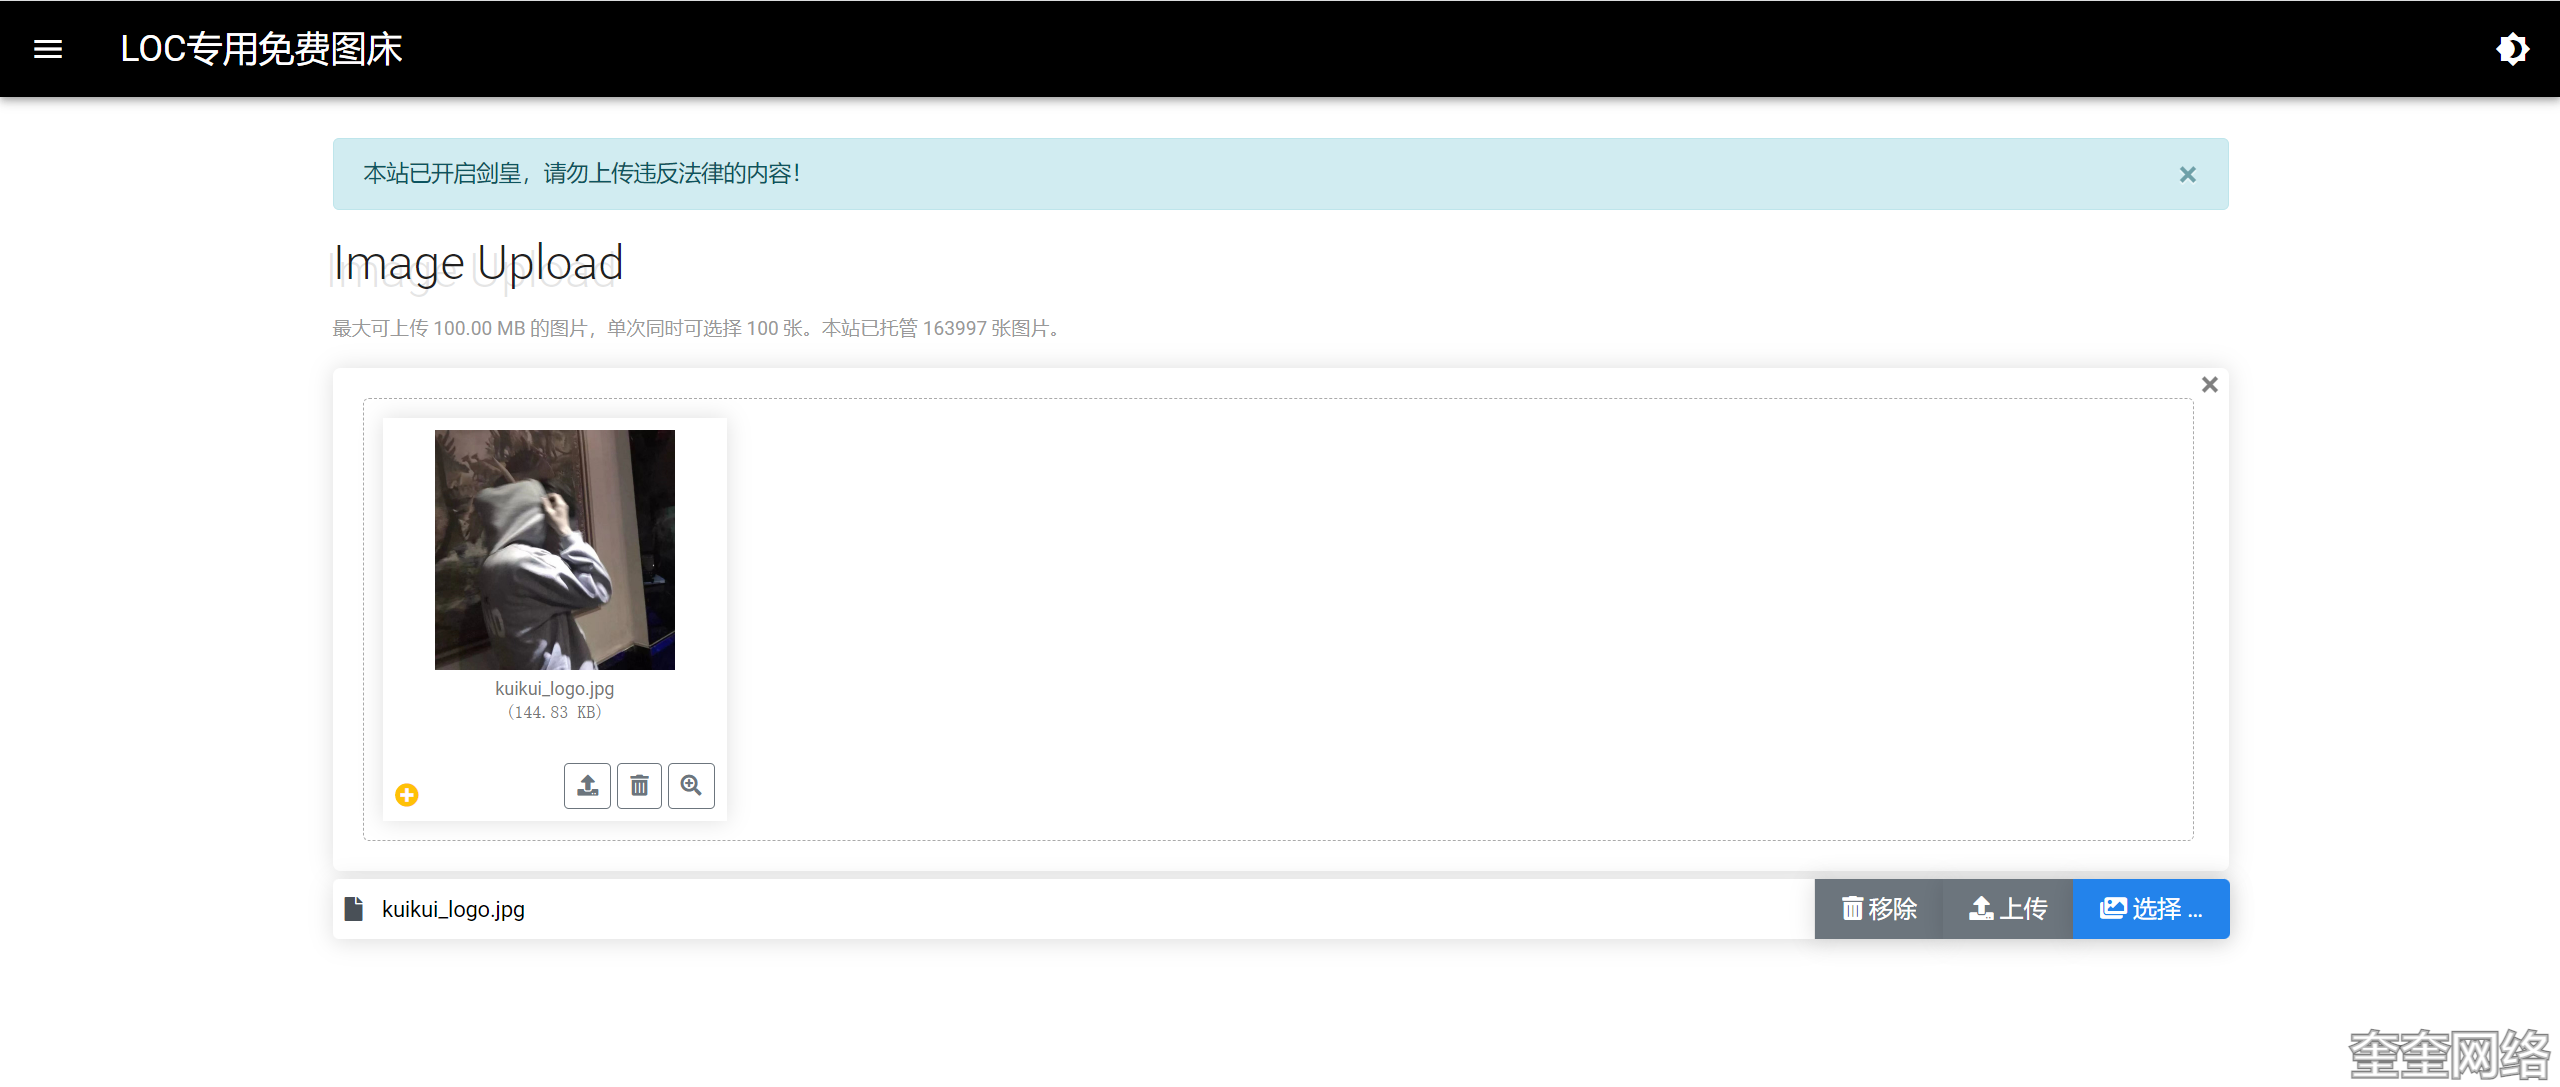 LOC专用免费图床
本站已开启剑皇，请勿上传违反法律的内容！
Image Upload
最大可上传 100.00 MB 的图片，单次同时可选择 100 张。本站已托管 163997 张图片。
kuikui_logo.jpg
(144.83 KB)
kuikui_logo.jpg
移除 上传 选择 ...
奎奎网络